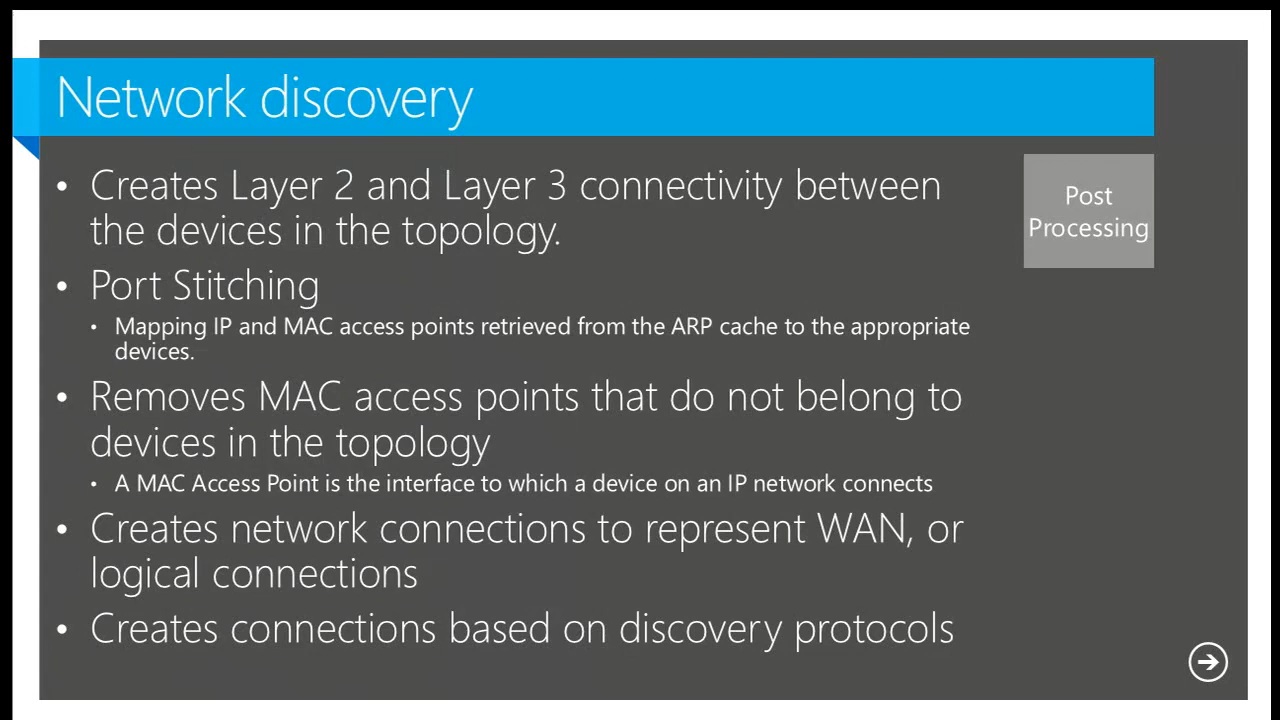 Network discovery
• Creates Layer 2 and Layer 3 connectivity between
the devices in the topology.
• Port Stitching
• Mapping IP and MAC access points retrieved from the ARP cache to the appropriate
devices.
• Removes MAC access points that do not belong to
devices in the topology
• A MAC Access Point is the interface to which a device on an IP network connects
• Creates network connections to represent WAN, or
logical connections
• Creates connections based on discovery protocols
Post
Processing